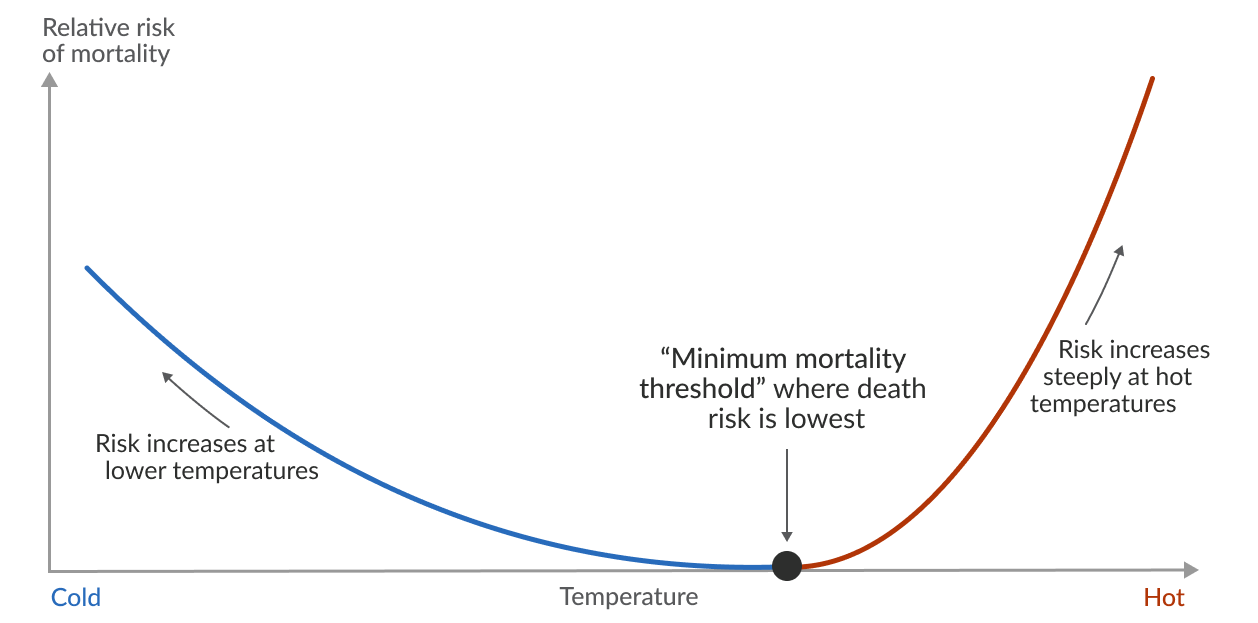 Relative risk
of mortality
“Minimum mortality
threshold” where death
risk is lowest
Risk increases
steeply at hot
temperatures
Risk increases at
lower temperatures
Cold
Temperature
Hot